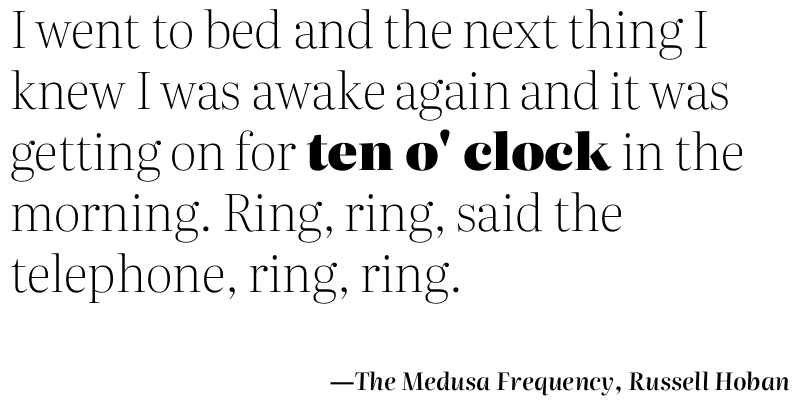 I went to bed and the next thing I
knew I was awake again and it was
getting on for ten o' clock in the
morning. Ring, ring, said the
telephone, ring, ring.
—The Medusa Frequency, Russell Hoban